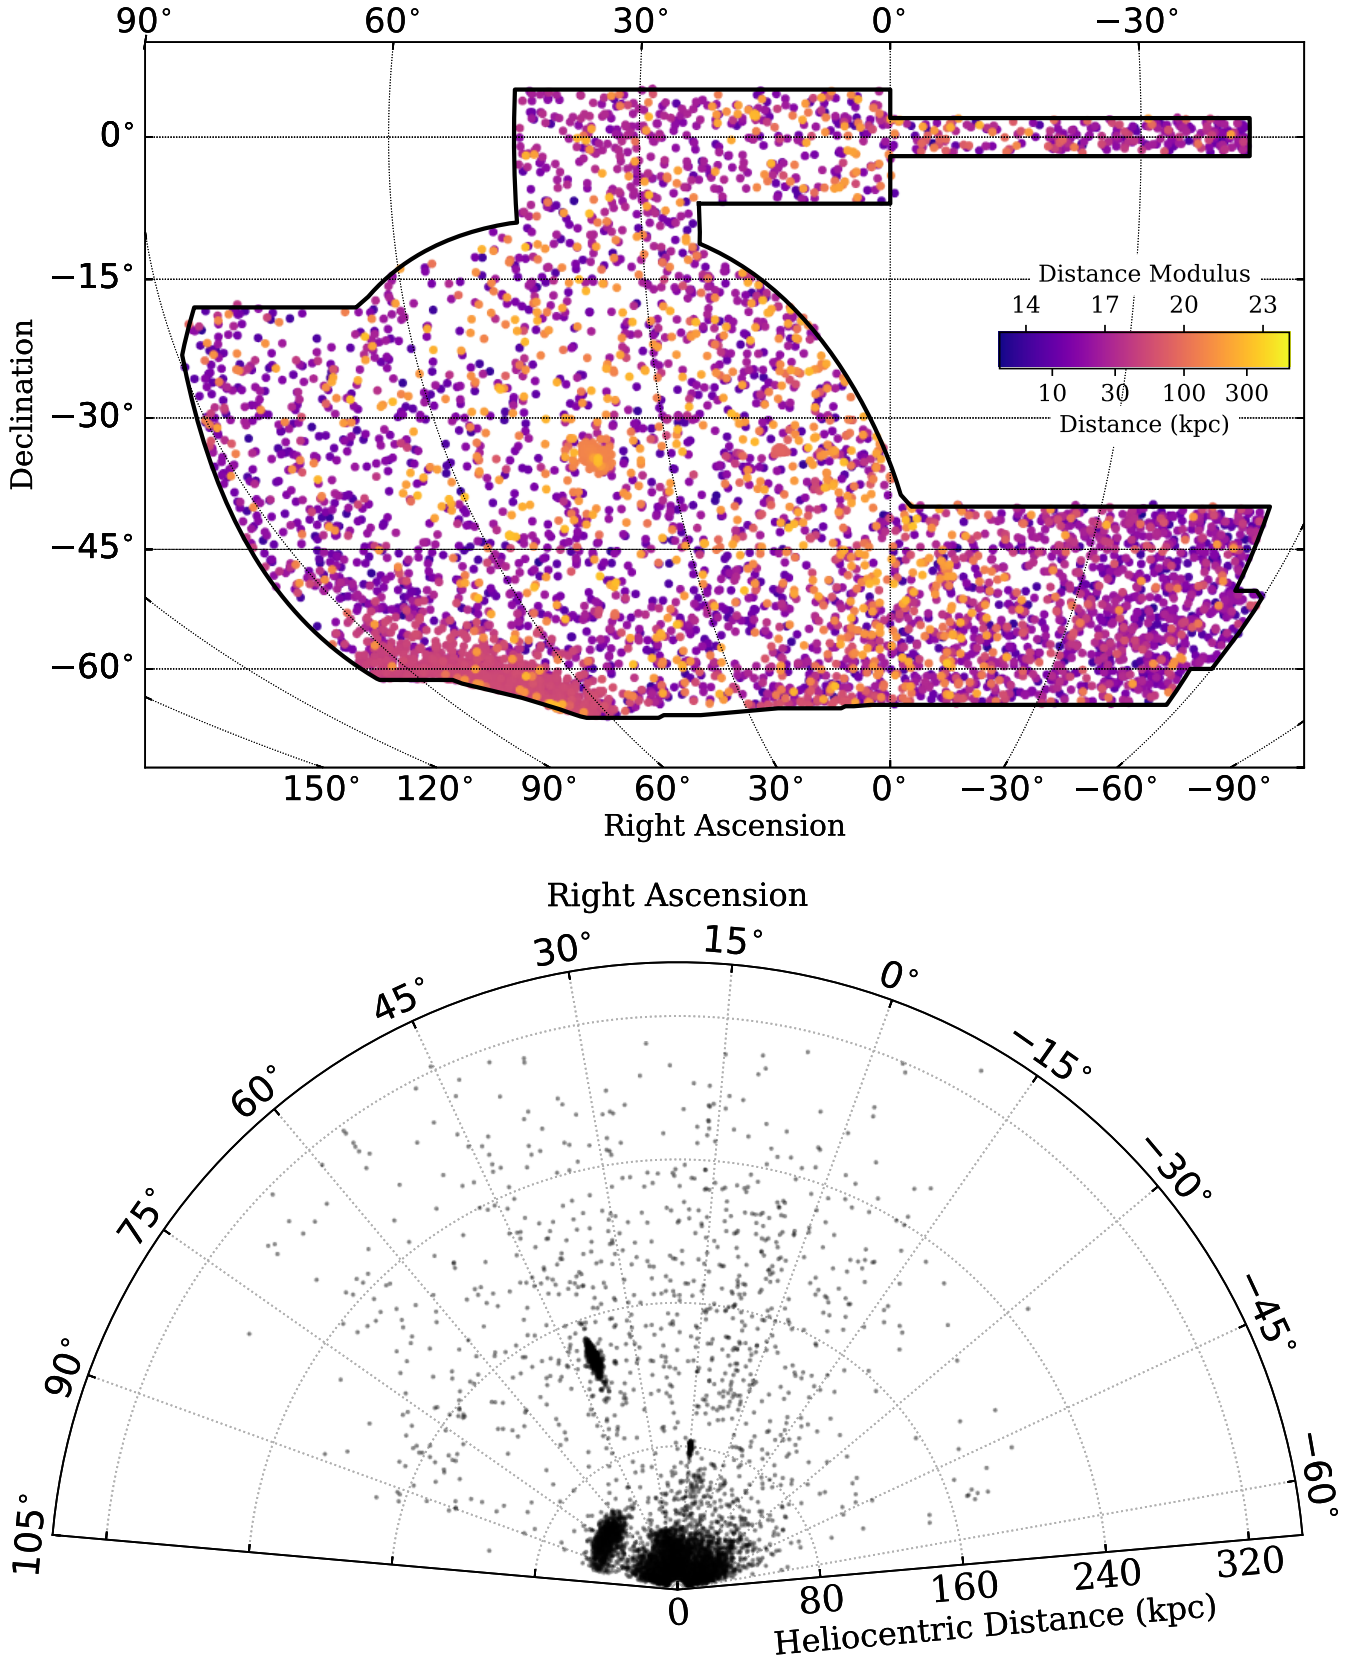 90° 60° 30° 0° −30°
0°
−15°
−30°
−45°
−60°
Declination
Distance Modulus
14 17 20 23
10 30 100 300
Distance (kpc)
150° 120° 90° 60° 30° 0° −30° −60° −90°
Right Ascension
Right Ascension
105° 90° 75° 60° 45° 30° 15° 0° −15° −30° −45° −60°
0 80 160 240 320
Heliocentric Distance (kpc)